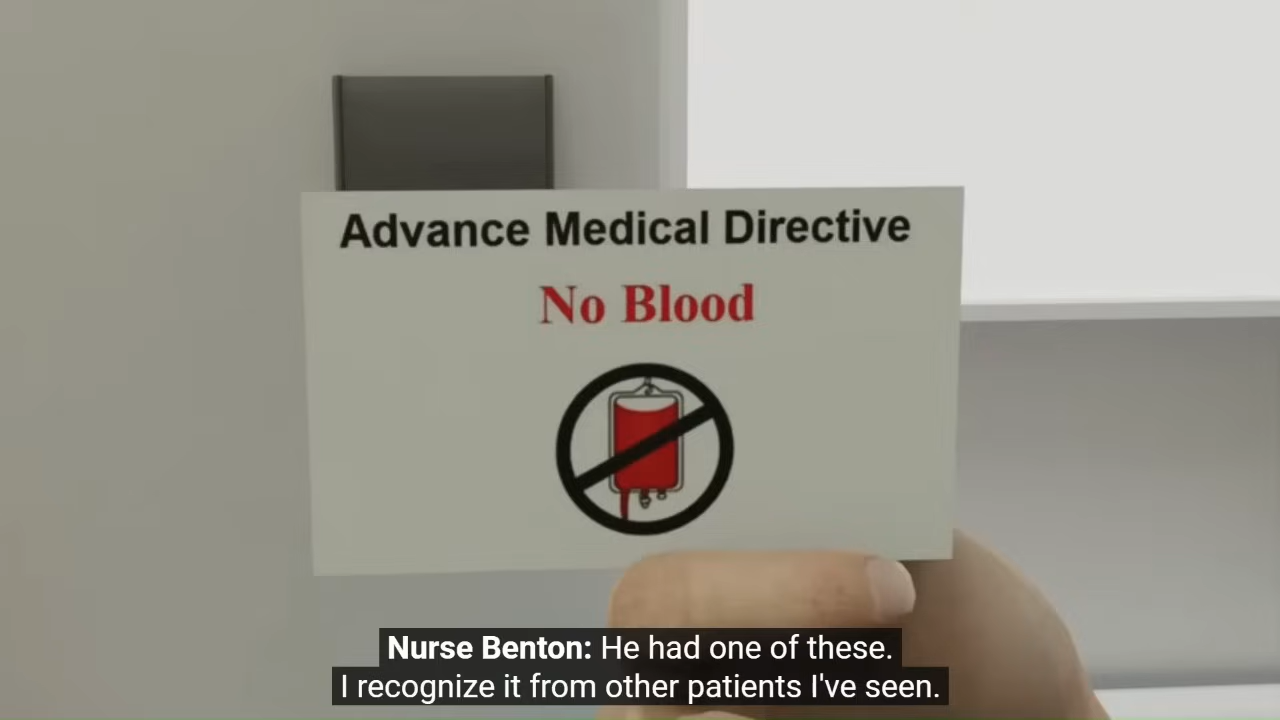 Advance Medical Directive
No Blood
Nurse Benton: He had one of these.
I recognize it from other patients I've seen.